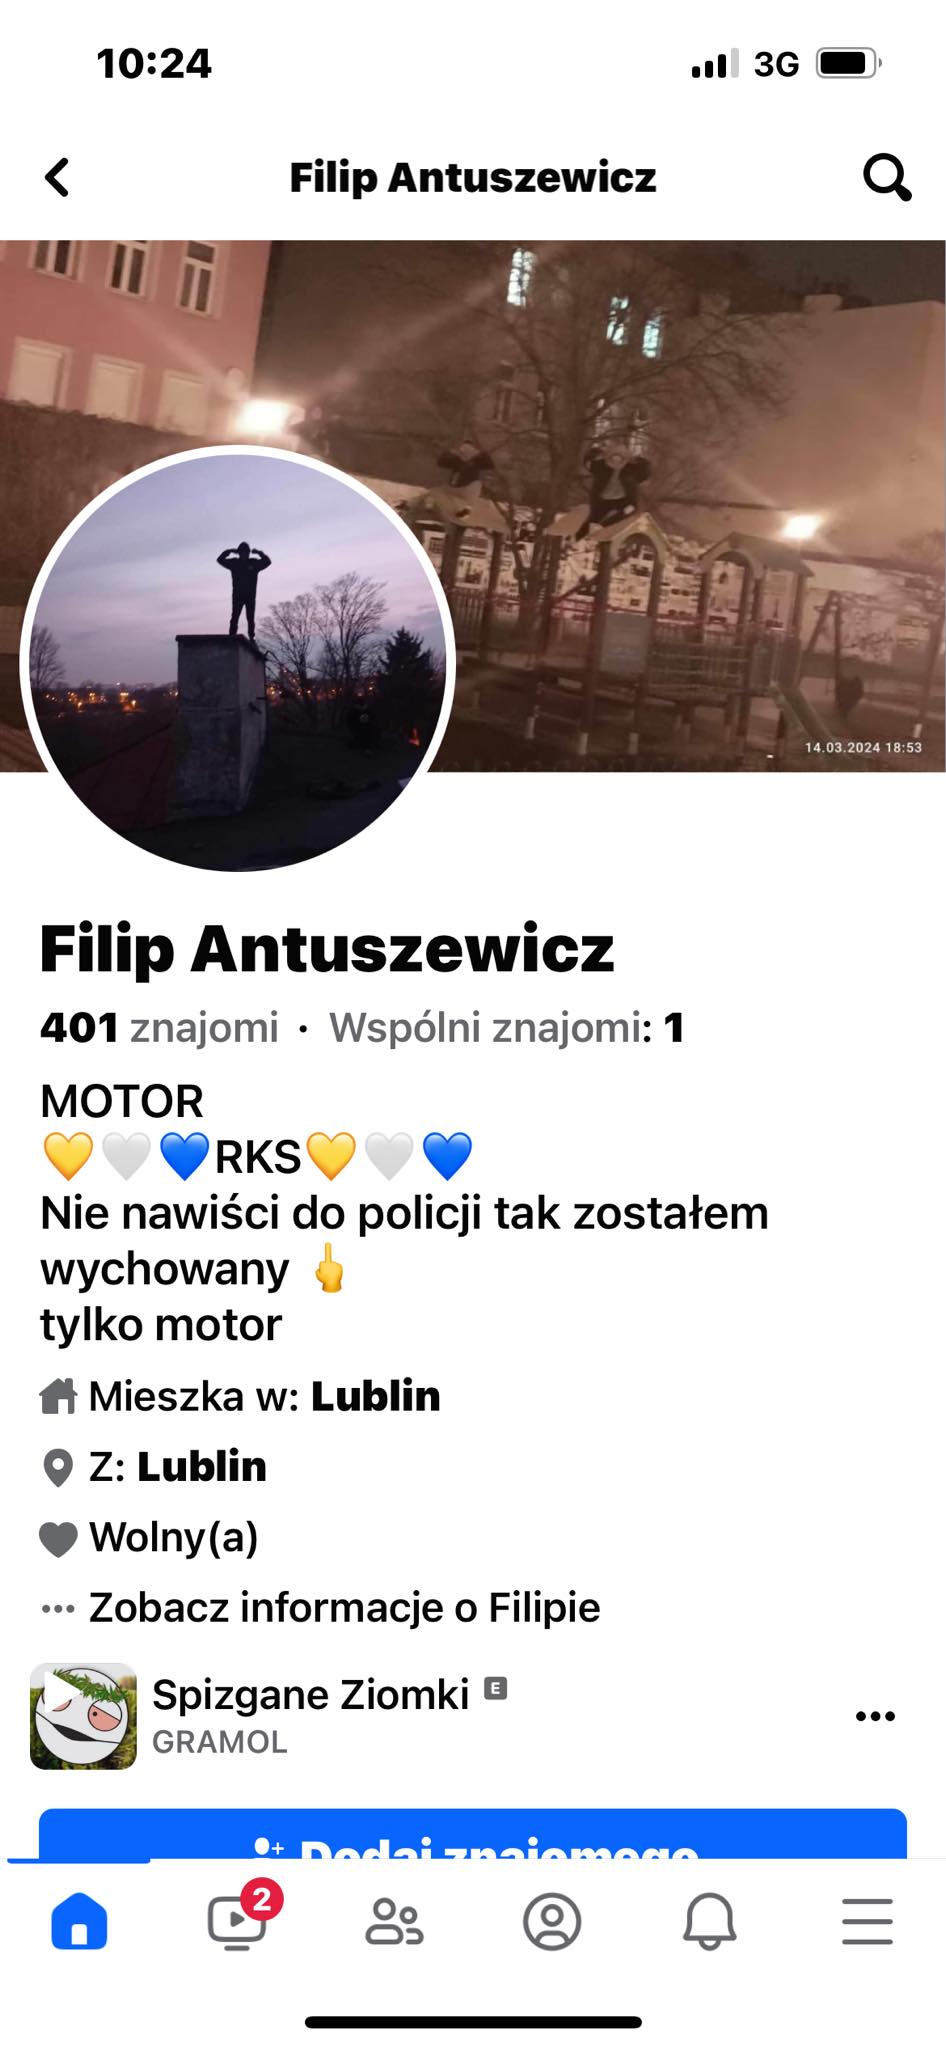 10:24
3G
Filip Antuszewicz
14.03.2024 18:53
Filip Antuszewicz
401 znajomi · Wspólni znajomi: 1
MOTOR
💛🤍💙RKS💛🤍💙
Nie nawiści do policji tak zostałem
wychowany 🖕
tylko motor
Mieszka w: Lublin
Z: Lublin
Wolny(a)
Zobacz informacje o Filipie
Spizgane Ziomki E
GRAMOL
Dodaj znajomego
2